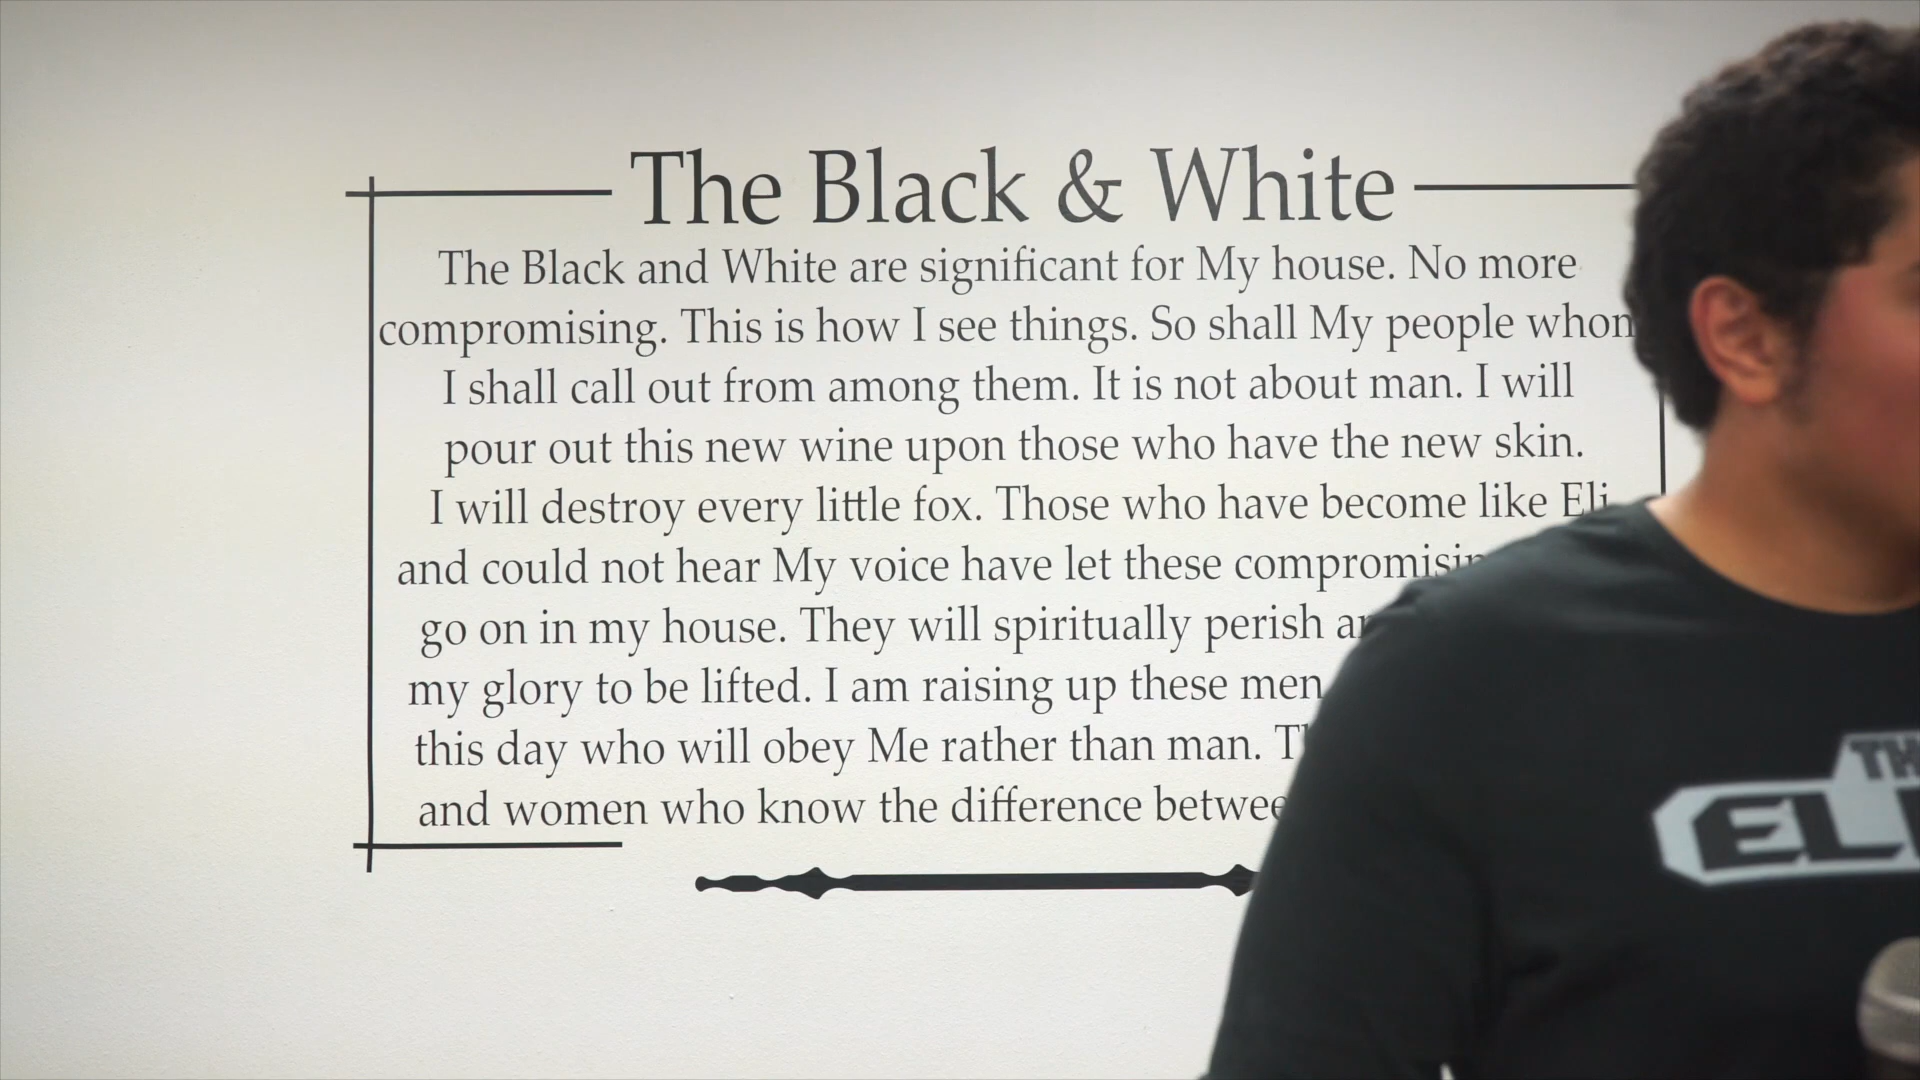 The Black & White
The Black and White are significant for My house. No more
compromising. This is how I see things. So shall My people whom
I shall call out from among them. It is not about man. I will
pour out this new wine upon those who have the new skin.
I will destroy every little fox. Those who have become like Eli
and could not hear My voice have let these
go on in my house. They will spiritually perish
my glory to be lifted. I am raising up these men
this day who will obey Me rather than man.
and women who know the difference